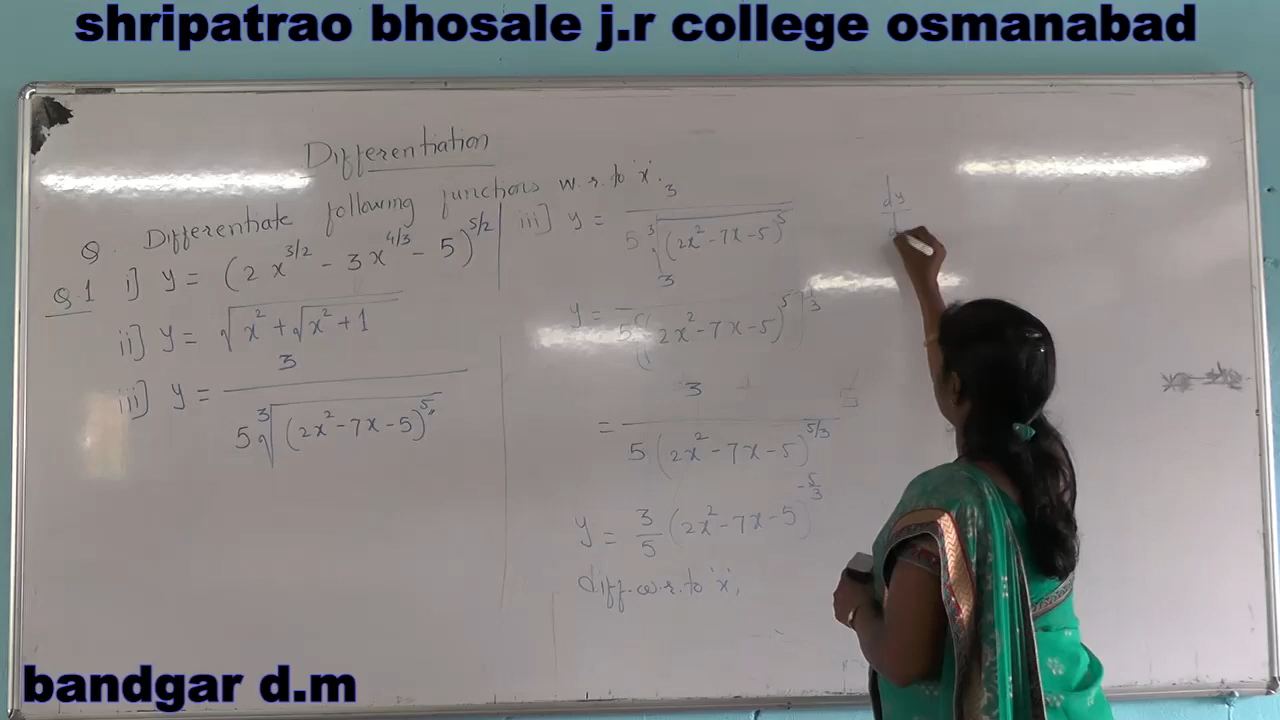 shripatrao bhosale j.r college osmanabad
Differentiation
Q. Differentiate following functions w.r.to 'x'.
Q.1 i] y = (2x^{3/2} - 3x^{4/3} - 5)^{5/2}
ii] y = √(x² + √(x² + 1))
iii] y = 3 / (5 ∛((2x² - 7x - 5)^5))
iii] y = 3 / (5 ∛((2x² - 7x - 5)^5))
y = 3 / (5 [(2x² - 7x - 5)^5]^{1/3})
= 3 / (5 (2x² - 7x - 5)^{5/3})
y = 3/5 (2x² - 7x - 5)^{-5/3}
diff. w.r.to 'x',
dy
bandgar d.m